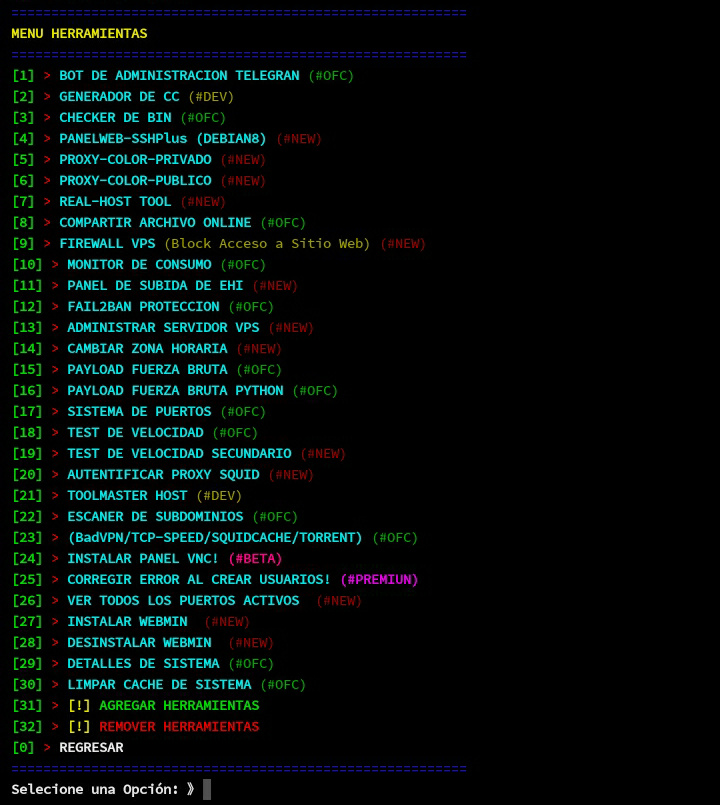 =========================================================
MENU HERRAMIENTAS
=========================================================
[1] > BOT DE ADMINISTRACION TELEGRAN (#OFC)
[2] > GENERADOR DE CC (#DEV)
[3] > CHECKER DE BIN (#OFC)
[4] > PANELWEB-SSHPlus (DEBIAN8) (#NEW)
[5] > PROXY-COLOR-PRIVADO (#NEW)
[6] > PROXY-COLOR-PUBLICO (#NEW)
[7] > REAL-HOST TOOL (#NEW)
[8] > COMPARTIR ARCHIVO ONLINE (#OFC)
[9] > FIREWALL VPS (Block Acceso a Sitio Web) (#NEW)
[10] > MONITOR DE CONSUMO (#OFC)
[11] > PANEL DE SUBIDA DE EHI (#NEW)
[12] > FAIL2BAN PROTECCION (#OFC)
[13] > ADMINISTRAR SERVIDOR VPS (#NEW)
[14] > CAMBIAR ZONA HORARIA (#NEW)
[15] > PAYLOAD FUERZA BRUTA (#OFC)
[16] > PAYLOAD FUERZA BRUTA PYTHON (#OFC)
[17] > SISTEMA DE PUERTOS (#OFC)
[18] > TEST DE VELOCIDAD (#OFC)
[19] > TEST DE VELOCIDAD SECUNDARIO (#NEW)
[20] > AUTENTIFICAR PROXY SQUID (#NEW)
[21] > TOOLMASTER HOST (#DEV)
[22] > ESCANER DE SUBDOMINIOS (#OFC)
[23] > (BadVPN/TCP-SPEED/SQUIDCACHE/TORRENT) (#OFC)
[24] > INSTALAR PANEL VNC! (#BETA)
[25] > CORREGIR ERROR AL CREAR USUARIOS! (#PREMIUN)
[26] > VER TODOS LOS PUERTOS ACTIVOS (#NEW)
[27] > INSTALAR WEBMIN (#NEW)
[28] > DESINSTALAR WEBMIN (#NEW)
[29] > DETALLES DE SISTEMA (#OFC)
[30] > LIMPAR CACHE DE SISTEMA (#OFC)
[31] > [!] AGREGAR HERRAMIENTAS
[32] > [!] REMOVER HERRAMIENTAS
[0] > REGRESAR
=========================================================
Selecione una Opción: 》